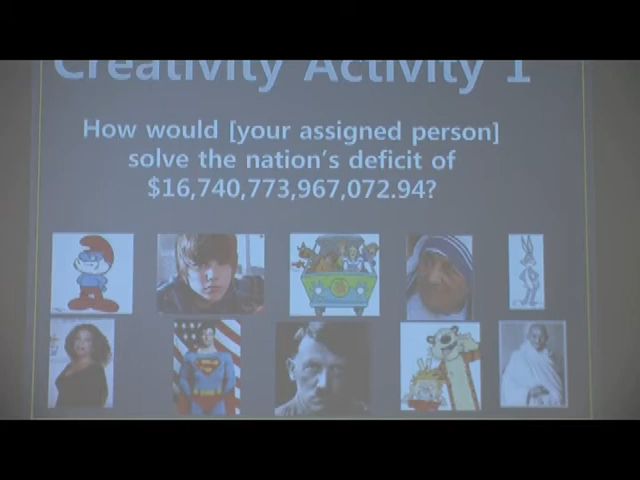 Creativity Activity 1
How would [your assigned person]
solve the nation's deficit of
$16,740,773,967,072.94?